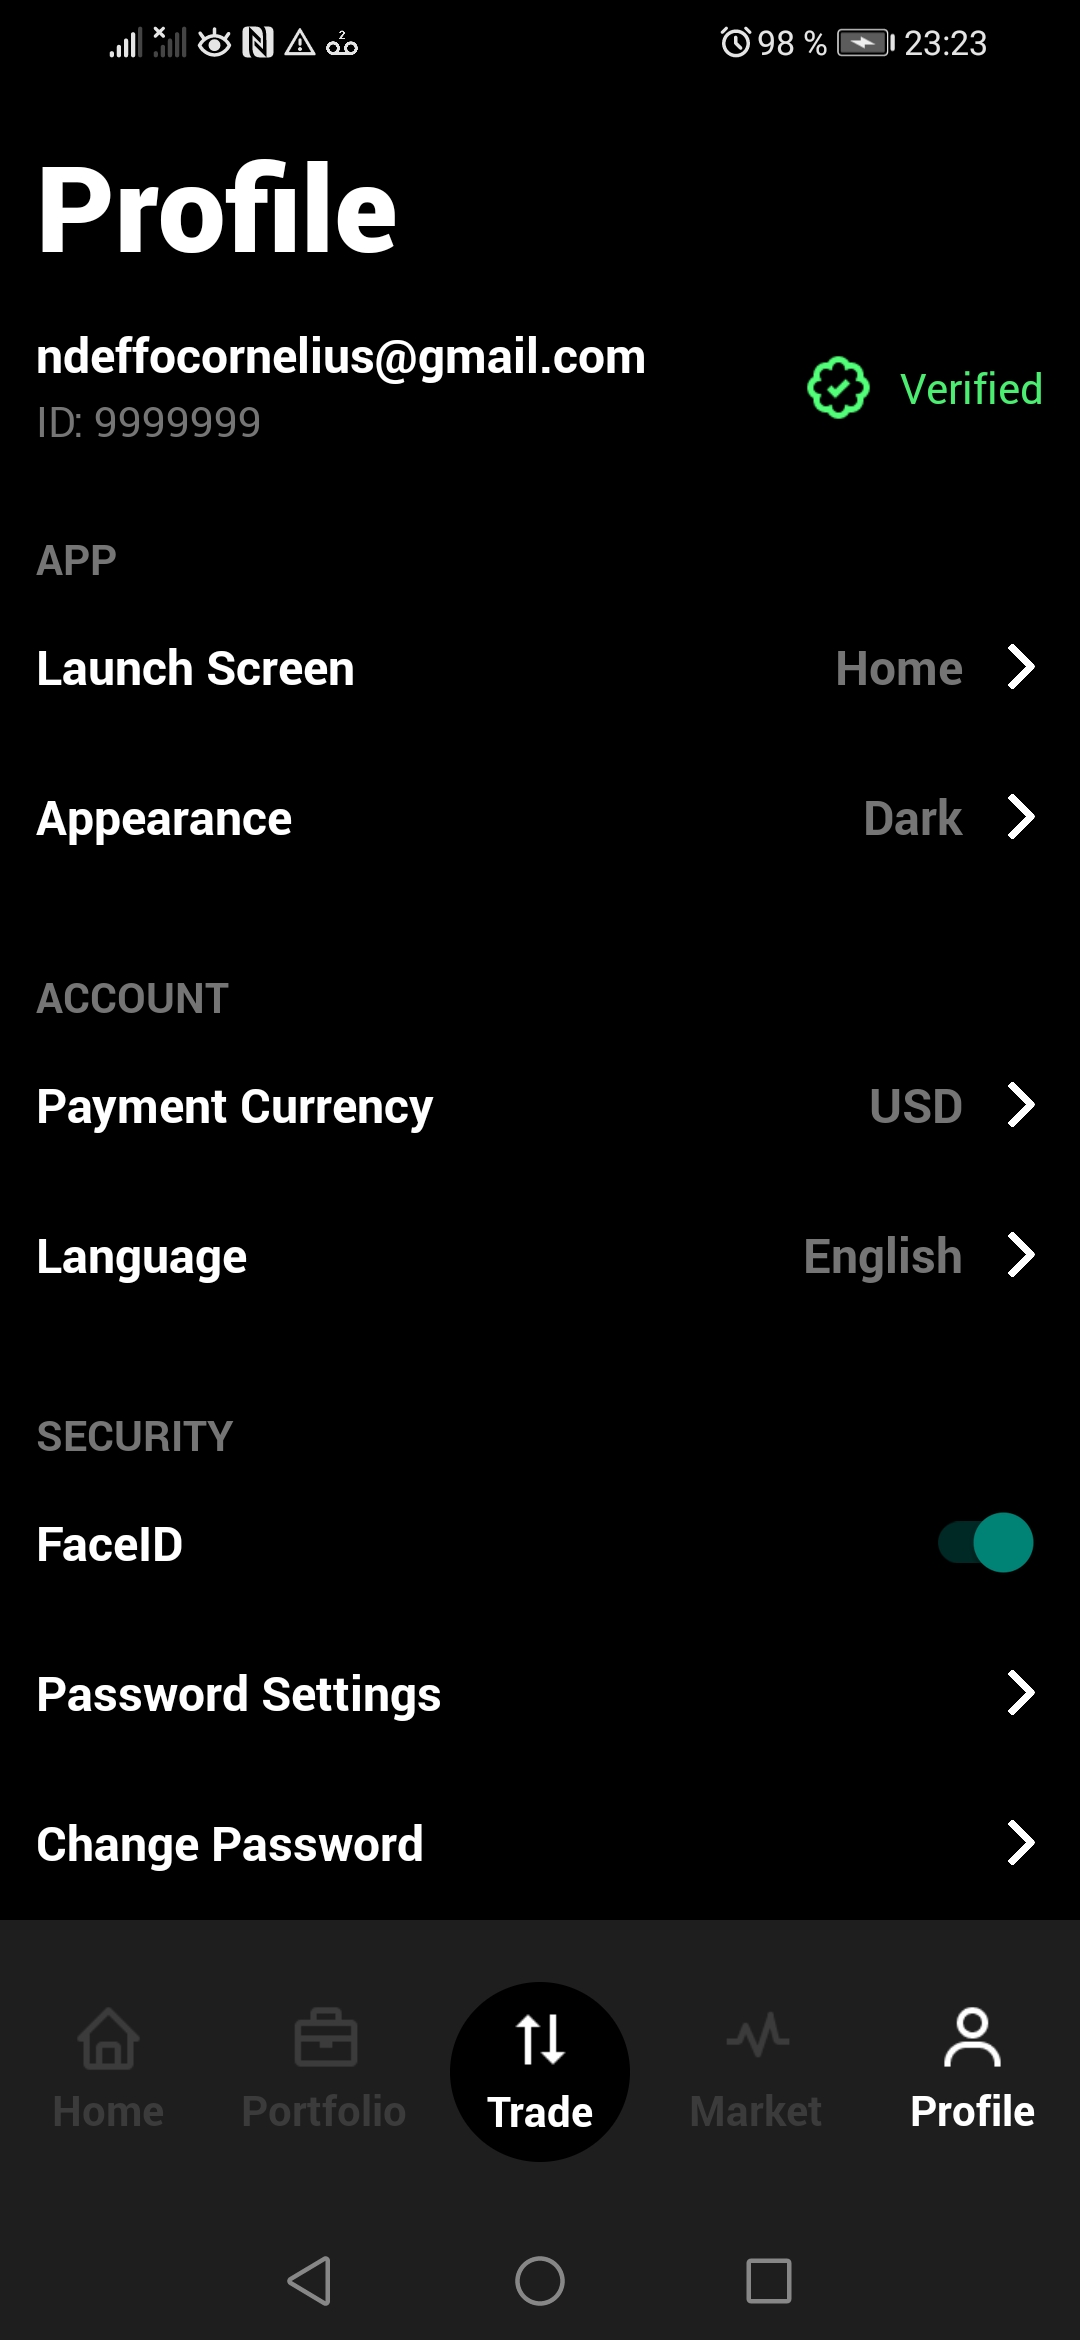 98 % 23:23
Profile
ndeffocornelius@gmail.com
ID: 9999999
Verified
APP
Launch Screen Home
Appearance Dark
ACCOUNT
Payment Currency USD
Language English
SECURITY
FaceID
Password Settings
Change Password
Home Portfolio Trade Market Profile